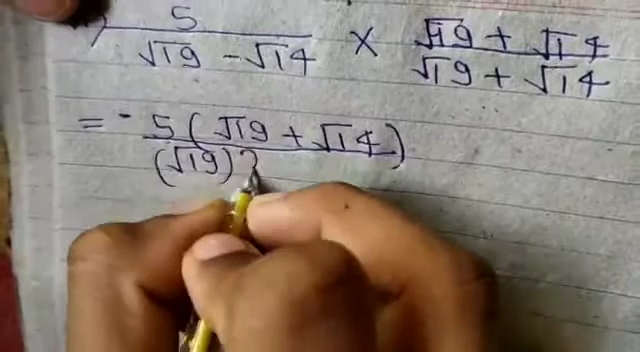 5 / (√19 - √14) × (√19 + √14) / (√19 + √14)
= 5(√19 + √14) / (√19)2